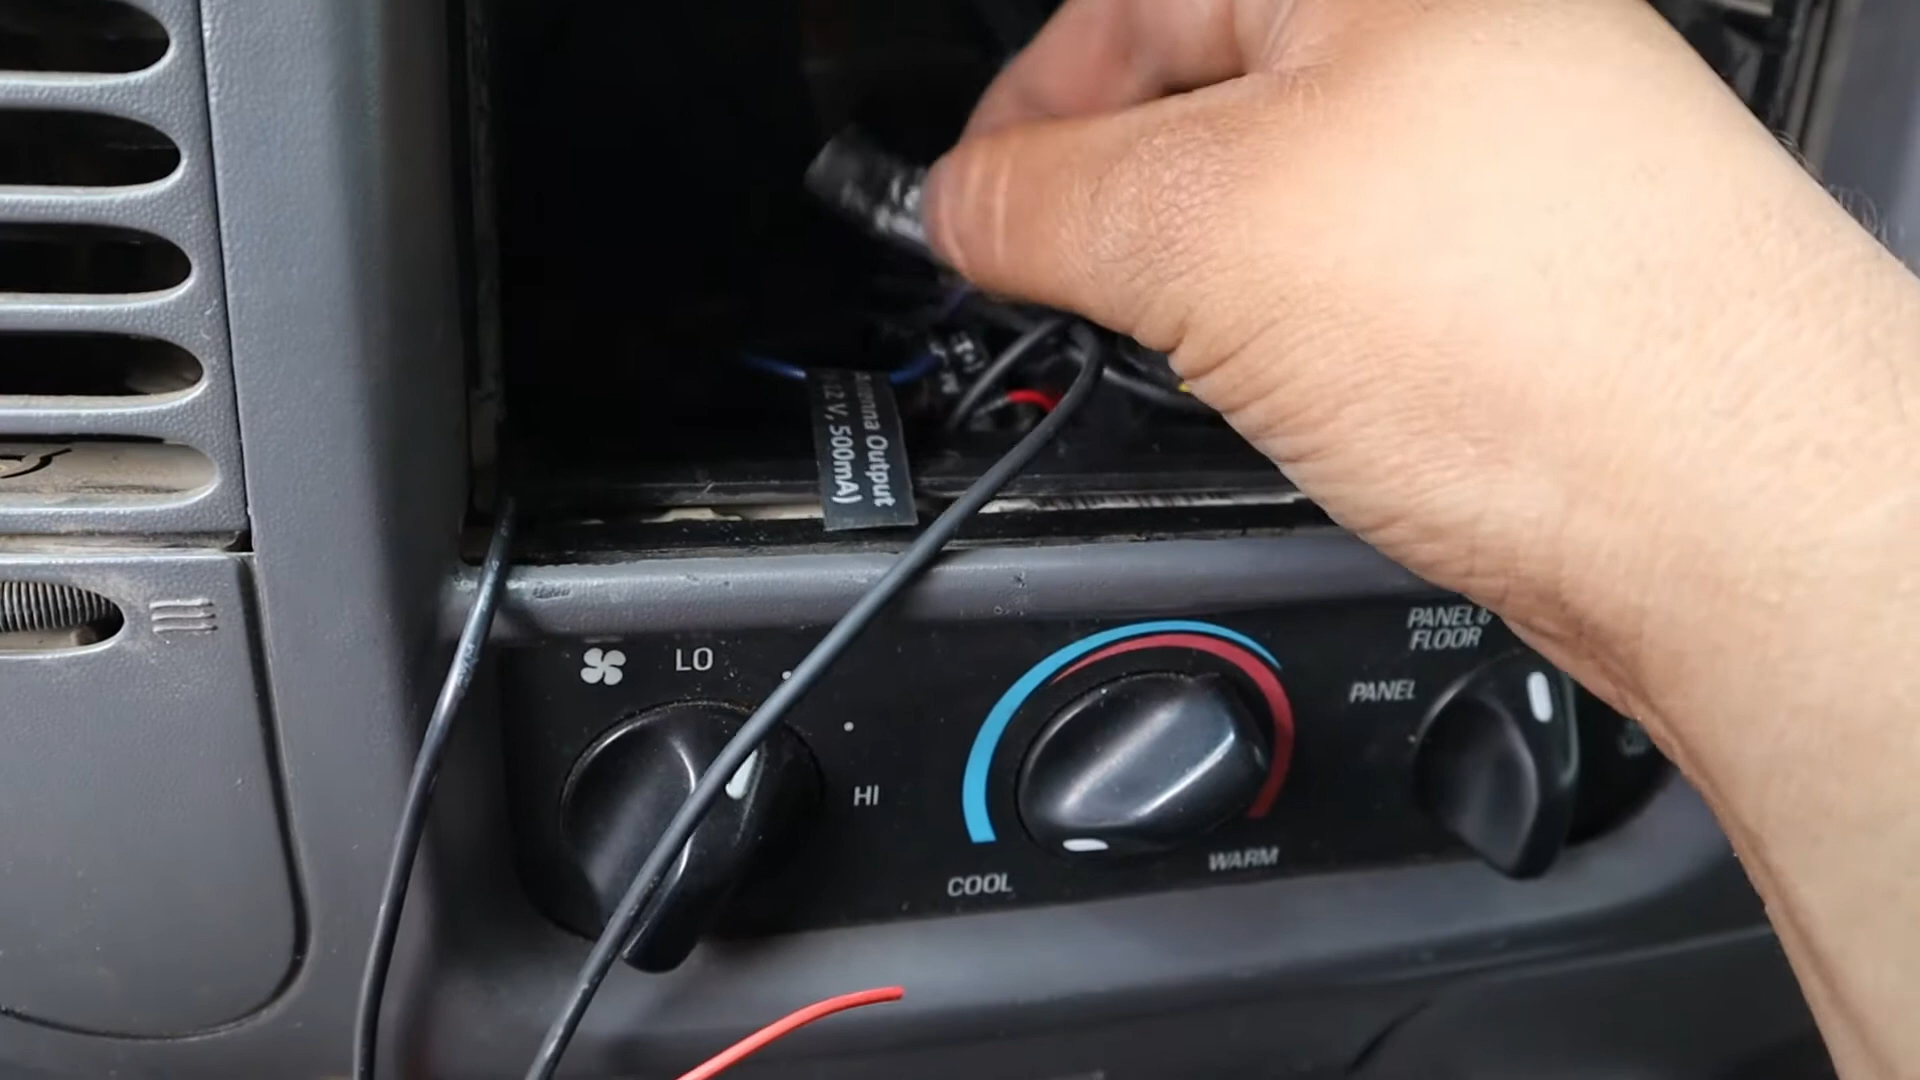 Antenna Output
12 V, 500mA)
LO
HI
COOL
WARM
PANEL
PANEL &
FLOOR